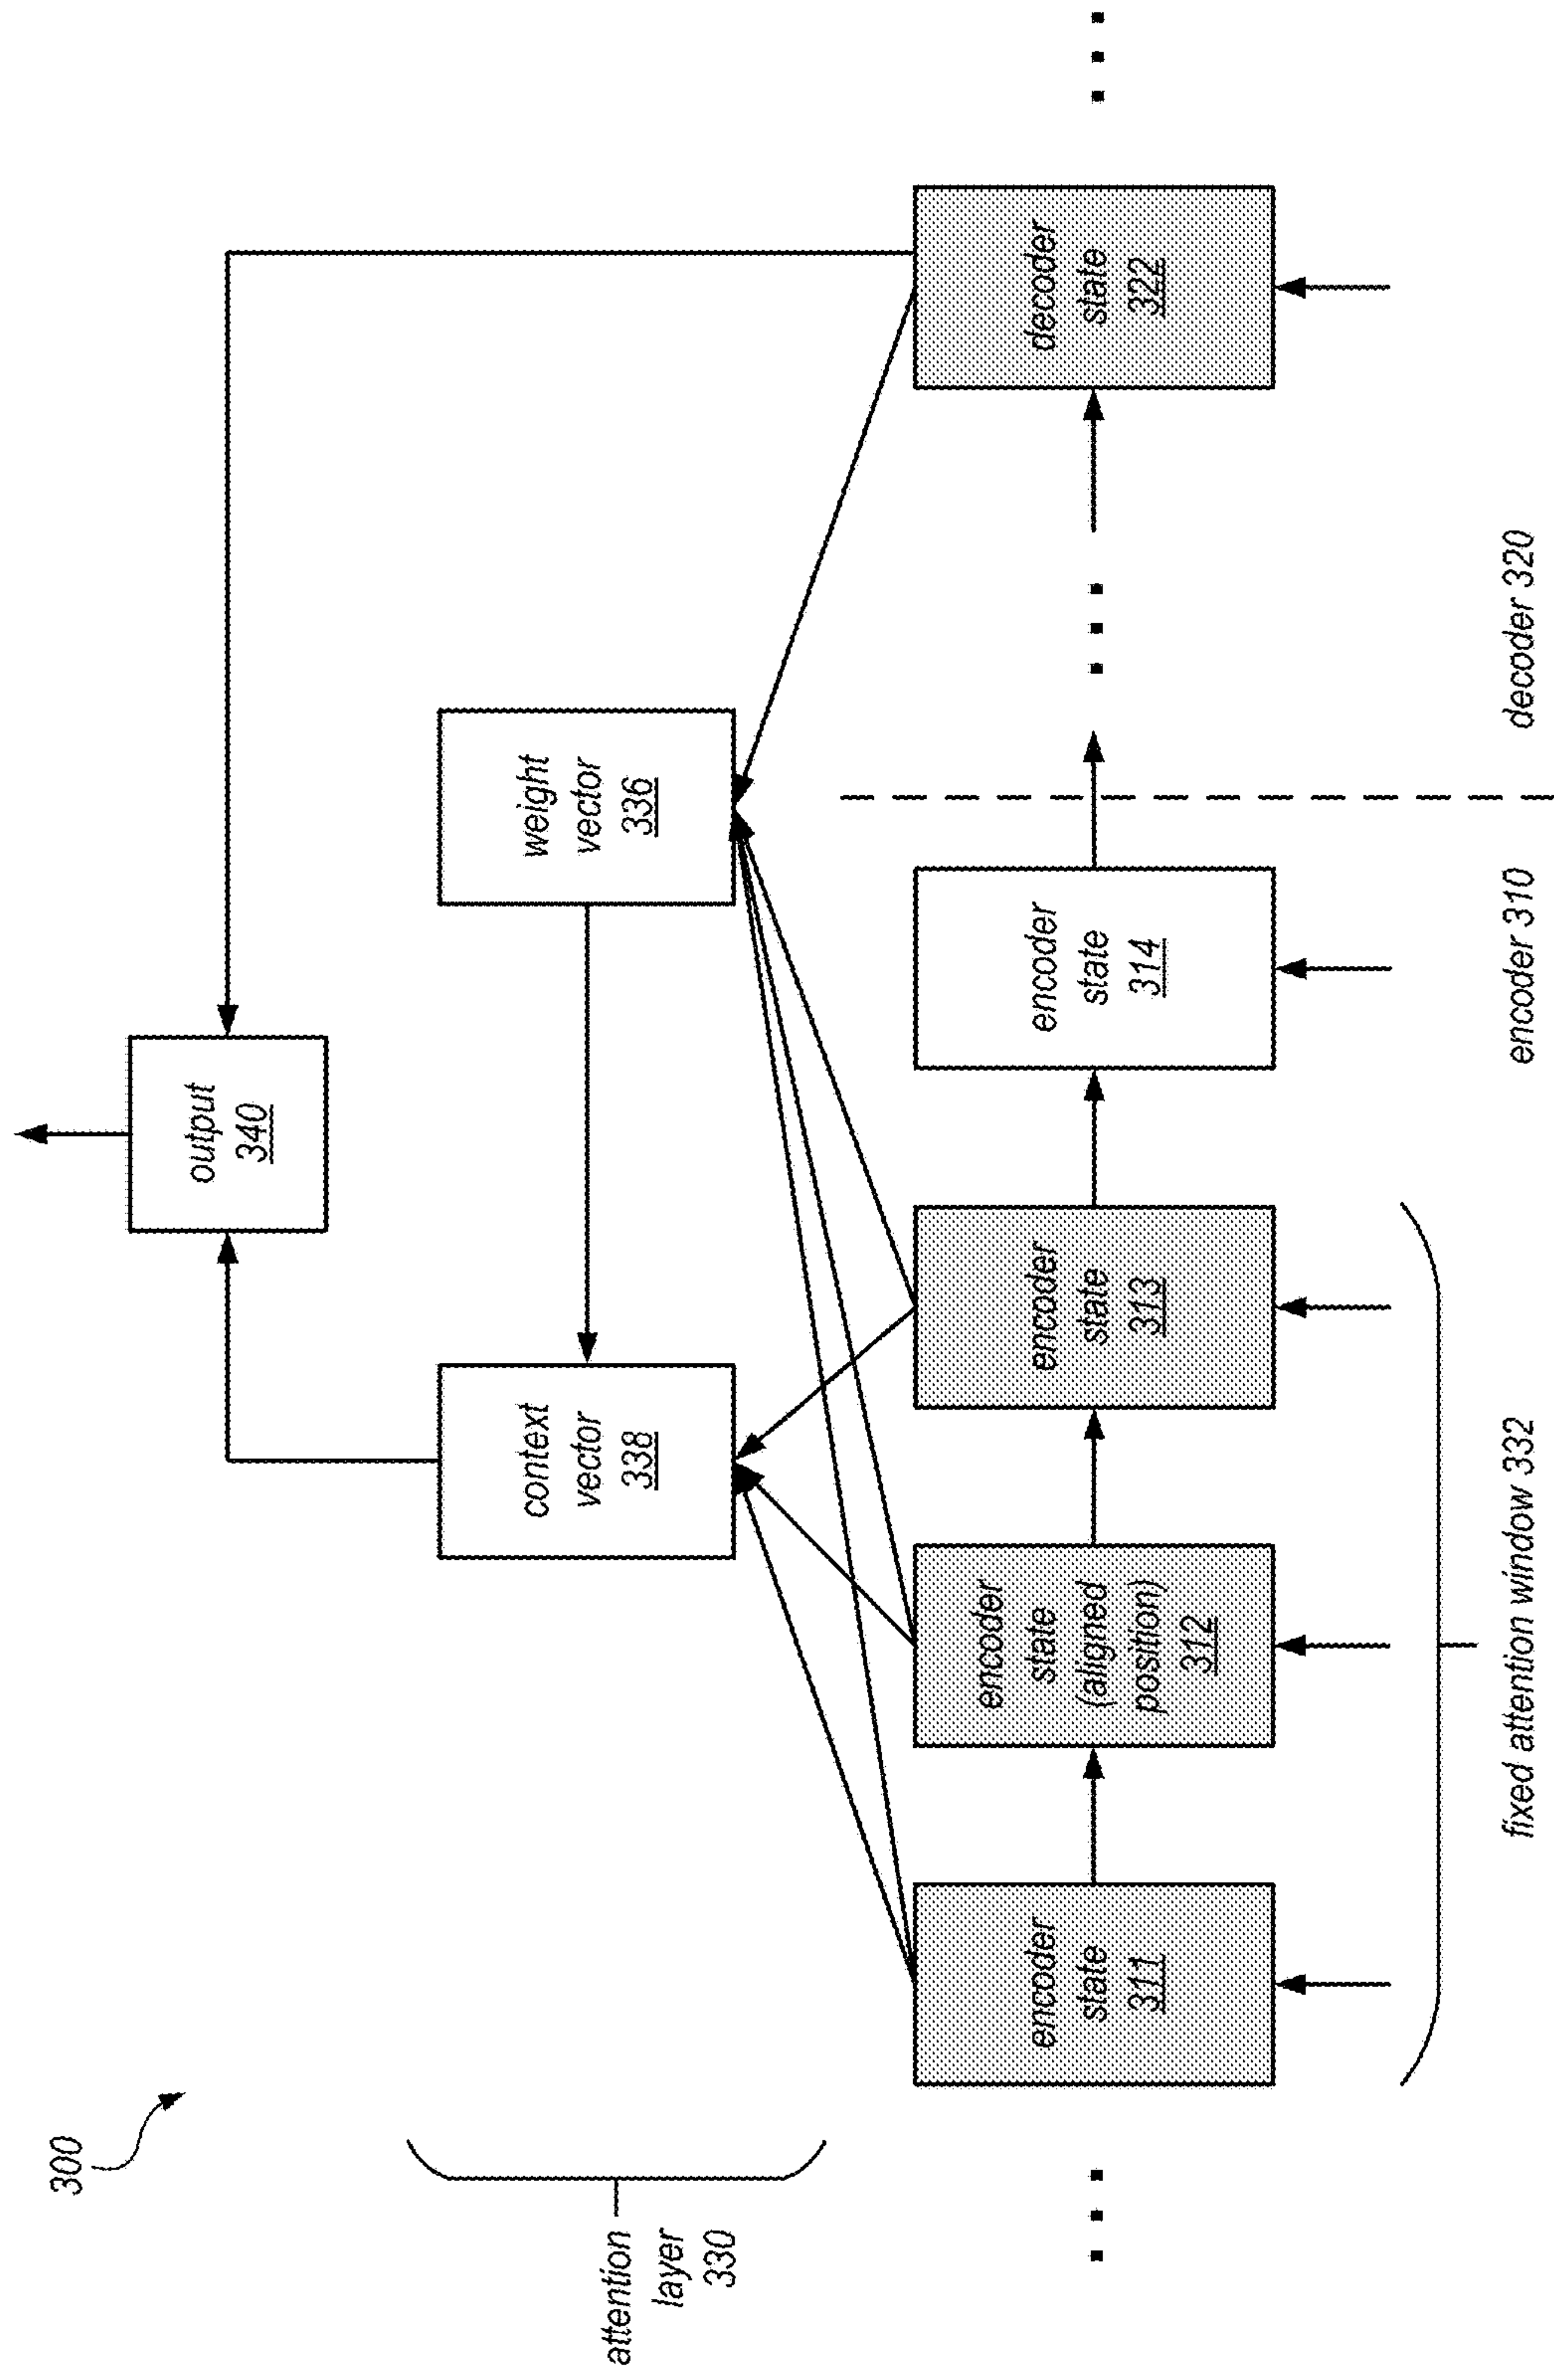 300
output
340
attention
layer
330
context
vector
338
weight
vector
336
encoder
state
311
encoder
state
(aligned
position)
312
encoder
state
313
encoder
state
314
decoder
state
322
fixed attention window 332
encoder 310
decoder 320